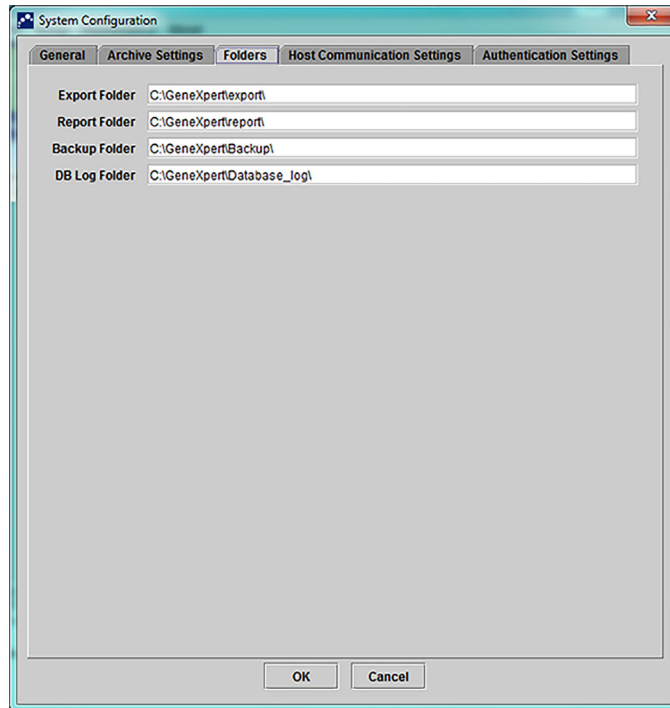 System Configuration
General Archive Settings Folders Host Communication Settings Authentication Settings
Export Folder C:\GeneXpert\export\
Report Folder C:\GeneXpert\report\
Backup Folder C:\GeneXpert\Backup\
DB Log Folder C:\GeneXpert\Database_log\
OK Cancel